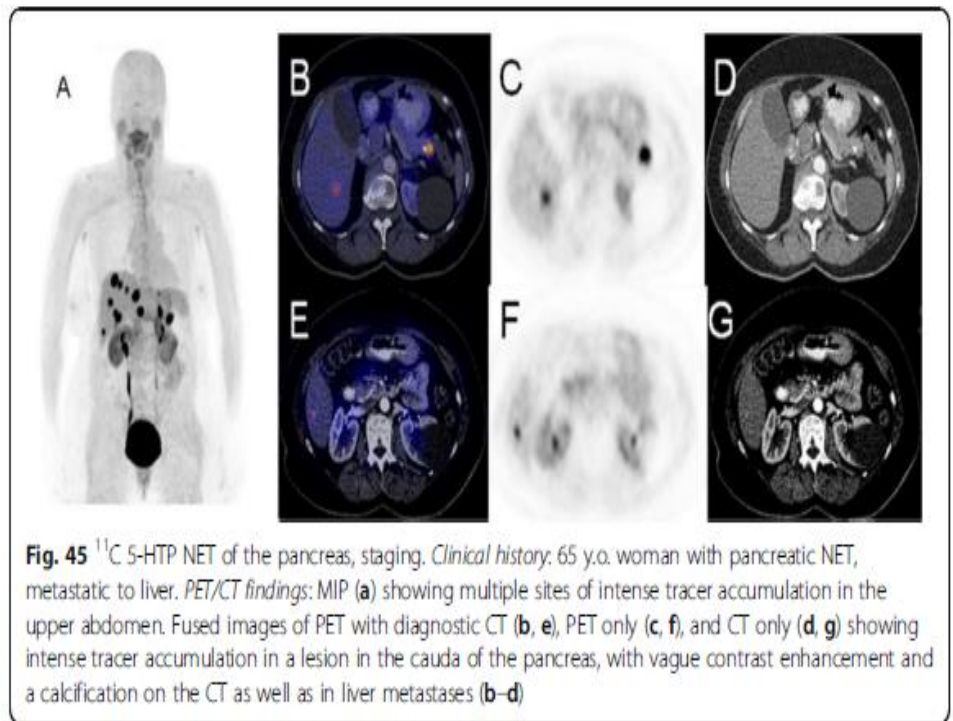 A
B
C
D
E
F
G
Fig. 45 ¹¹C 5-HTP NET of the pancreas, staging. Clinical history: 65 y.o. woman with pancreatic NET,
metastatic to liver. PET/CT findings: MIP (a) showing multiple sites of intense tracer accumulation in the
upper abdomen. Fused images of PET with diagnostic CT (b, e), PET only (c, f), and CT only (d, g) showing
intense tracer accumulation in a lesion in the cauda of the pancreas, with vague contrast enhancement and
a calcification on the CT as well as in liver metastases (b–d)